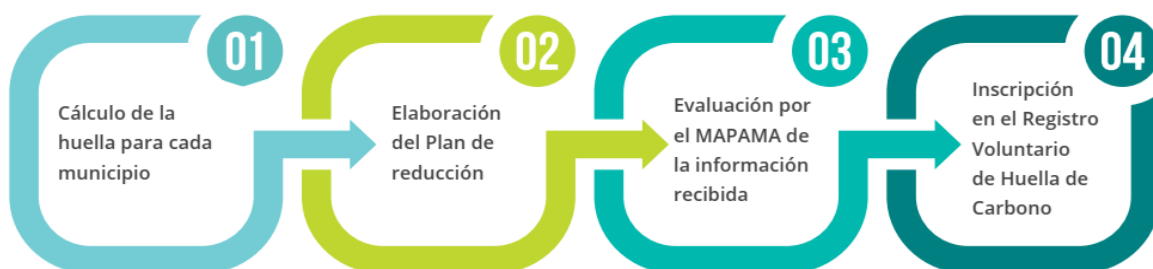 01
Cálculo de la
huella para cada
municipio
02
Elaboración
del Plan de
reducción
03
Evaluación por
el MAPAMA de
la información
recibida
04
Inscripción
en el Registro
Voluntario
de Huella de
Carbono